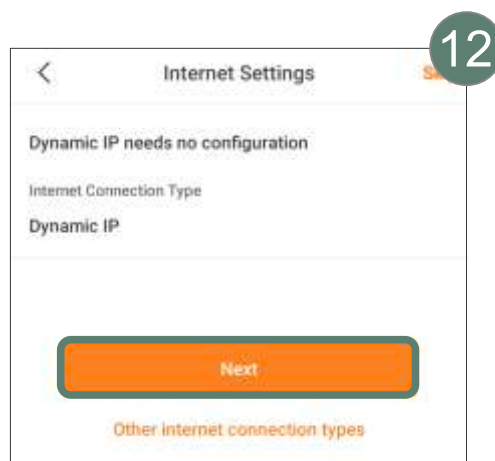 12
Internet Settings
Dynamic IP needs no configuration
Internet Connection Type
Dynamic IP
Next
Other internet connection types